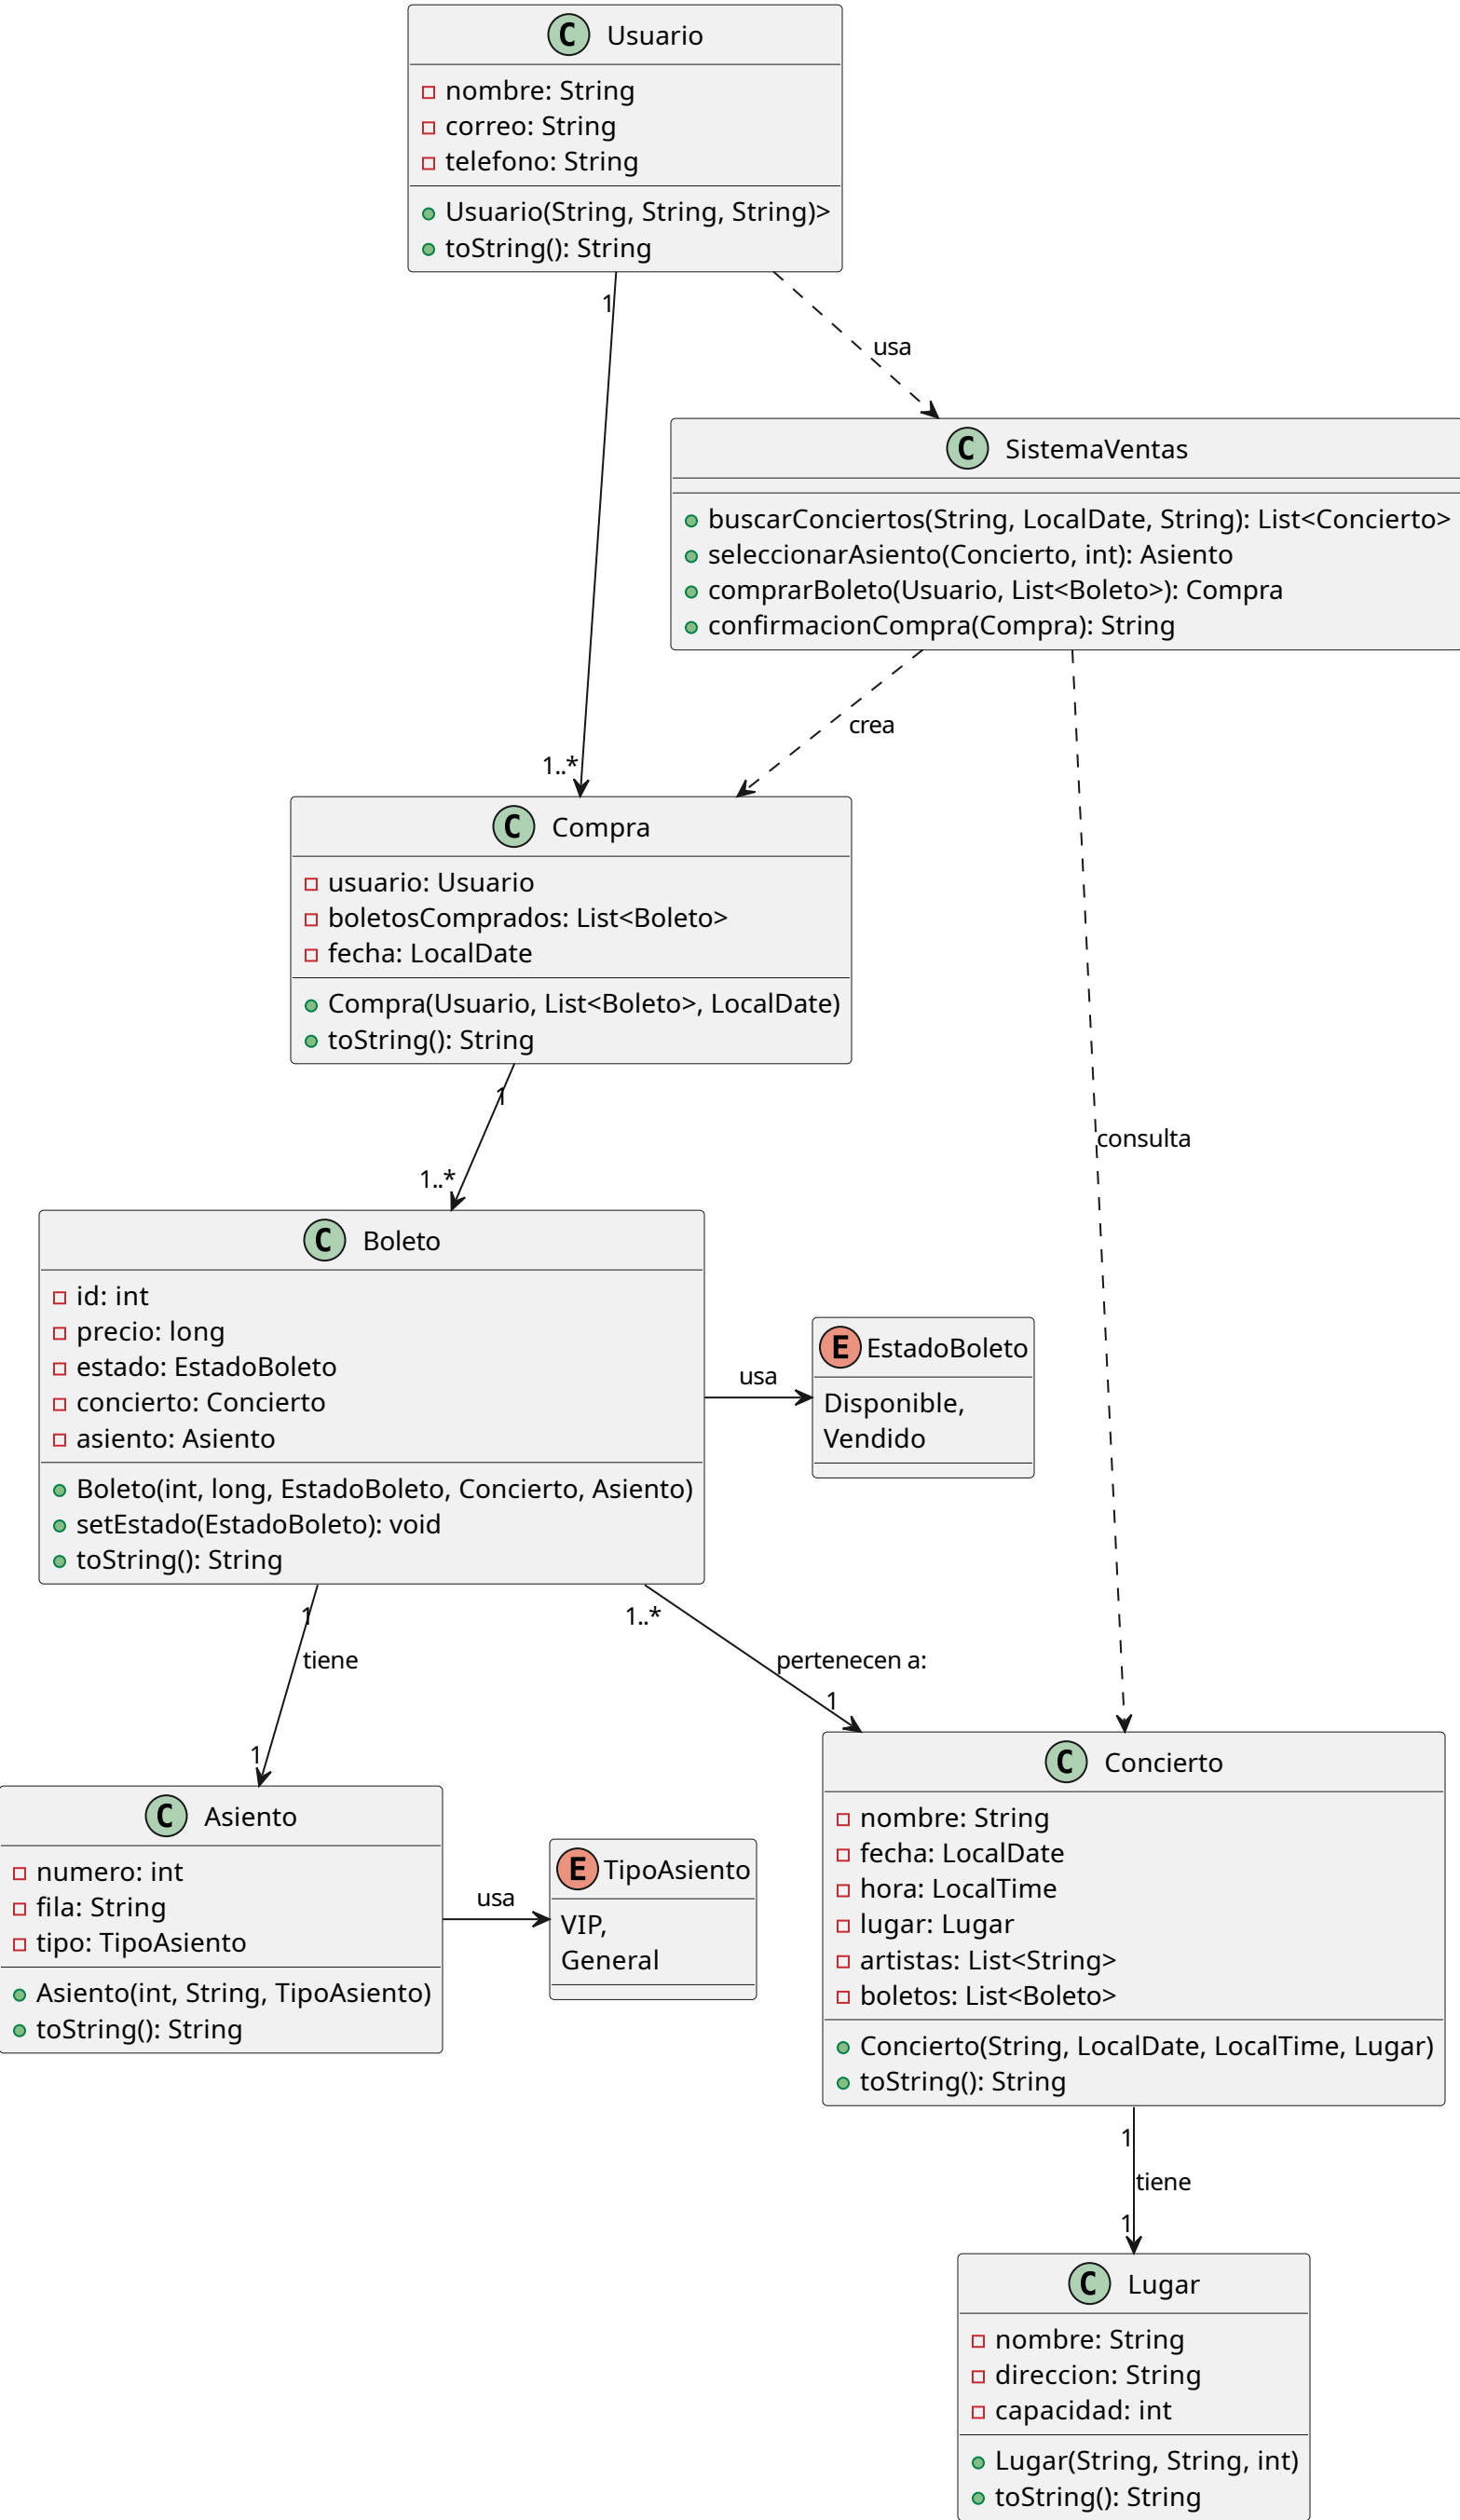 C Usuario
nombre: String
correo: String
telefono: String
Usuario(String, String, String)>
toString(): String
1
usa
C SistemaVentas
buscarConciertos(String, LocalDate, String): List<Concierto>
seleccionarAsiento(Concierto, int): Asiento
comprarBoleto(Usuario, List<Boleto>): Compra
confirmacionCompra(Compra): String
crea
1..*
C Compra
usuario: Usuario
boletosComprados: List<Boleto>
fecha: LocalDate
Compra(Usuario, List<Boleto>, LocalDate)
toString(): String
1
consulta
1..*
C Boleto
id: int
precio: long
estado: EstadoBoleto
concierto: Concierto
asiento: Asiento
Boleto(int, long, EstadoBoleto, Concierto, Asiento)
setEstado(EstadoBoleto): void
toString(): String
usa
E EstadoBoleto
Disponible,
Vendido
1
1..*
tiene
pertenecen a:
1
1
C Asiento
numero: int
fila: String
tipo: TipoAsiento
Asiento(int, String, TipoAsiento)
toString(): String
usa
E TipoAsiento
VIP,
General
C Concierto
nombre: String
fecha: LocalDate
hora: LocalTime
lugar: Lugar
artistas: List<String>
boletos: List<Boleto>
Concierto(String, LocalDate, LocalTime, Lugar)
toString(): String
1
tiene
1
C Lugar
nombre: String
direccion: String
capacidad: int
Lugar(String, String, int)
toString(): String